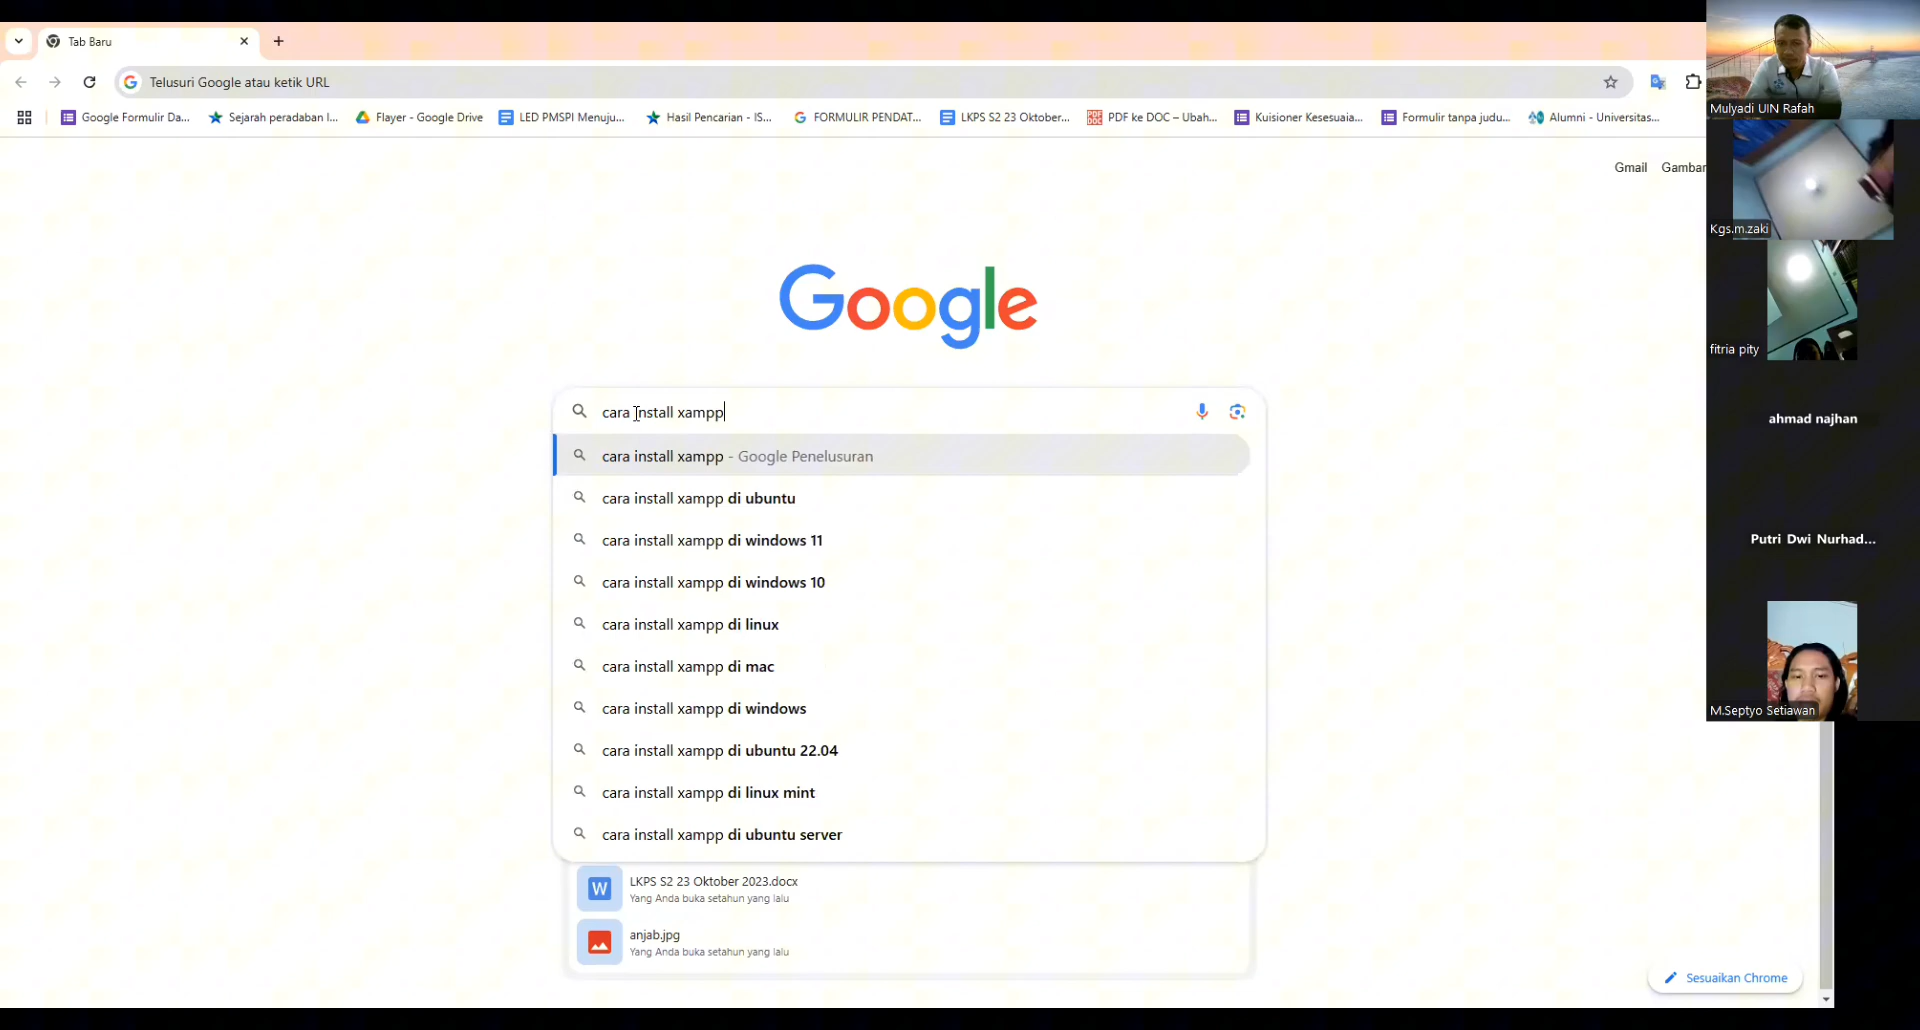 Tab Baru
Telusuri Google atau ketik URL
Google Formulir Da...
Sejarah peradaban I...
Flayer - Google Drive
LED PMSPI Menuju...
Hasil Pencarian - IS...
FORMULIR PENDAT...
LKPS S2 23 Oktober...
PDF ke DOC – Ubah...
Kuisioner Kesesuaia...
Formulir tanpa judu...
Alumni - Universitas...
Gmail
Gambar
Google
cara install xampp
cara install xampp - Google Penelusuran
cara install xampp di ubuntu
cara install xampp di windows 11
cara install xampp di windows 10
cara install xampp di linux
cara install xampp di mac
cara install xampp di windows
cara install xampp di ubuntu 22.04
cara install xampp di linux mint
cara install xampp di ubuntu server
W
LKPS S2 23 Oktober 2023.docx
Yang Anda buka setahun yang lalu
anjab.jpg
Yang Anda buka setahun yang lalu
Sesuaikan Chrome
Mulyadi UIN Rafah
Kgs.m.zaki
fitria pity
ahmad najhan
Putri Dwi Nurhad...
M.Septyo Setiawan